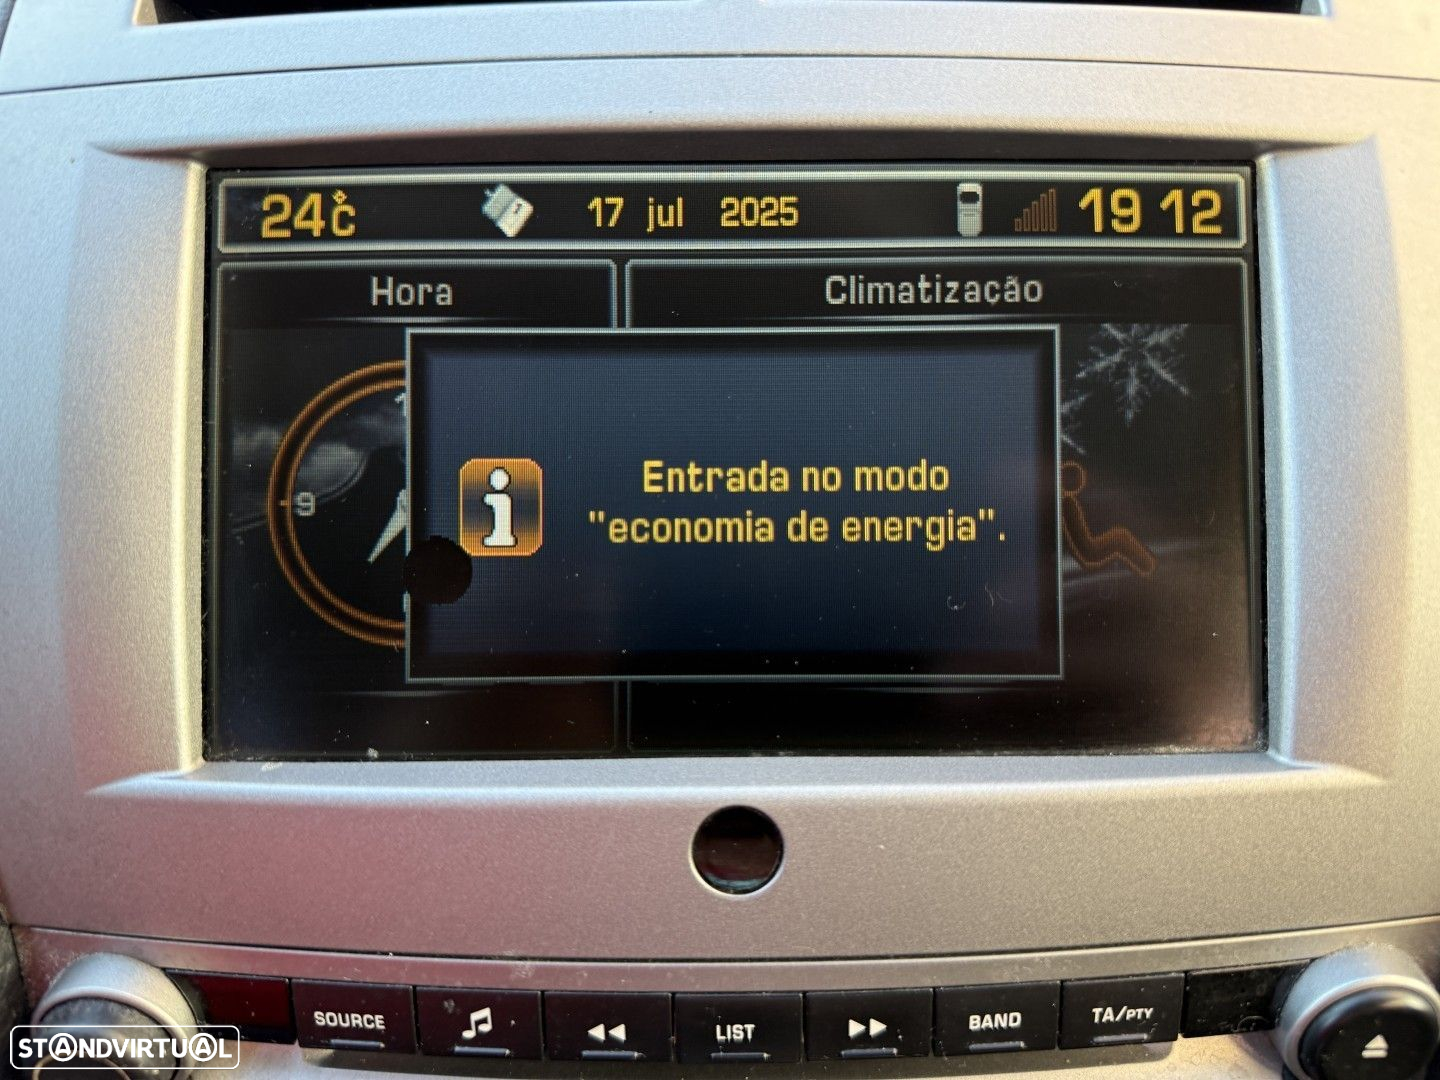 24°C 17 jul 2025 19 12
Hora Climatização
9
Entrada no modo
"economia de energia".
SOURCE LIST BAND TA/PTY
STANDVIRTUAL